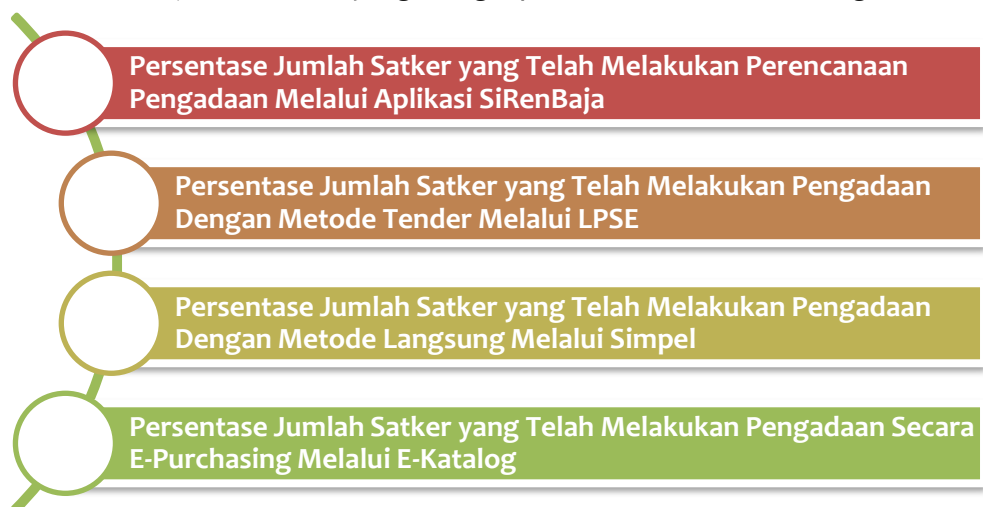 Persentase Jumlah Satker yang Telah Melakukan Perencanaan
Pengadaan Melalui Aplikasi SiRenBaja
Persentase Jumlah Satker yang Telah Melakukan Pengadaan
Dengan Metode Tender Melalui LPSE
Persentase Jumlah Satker yang Telah Melakukan Pengadaan
Dengan Metode Langsung Melalui Simpel
Persentase Jumlah Satker yang Telah Melakukan Pengadaan Secara
E-Purchasing Melalui E-Katalog